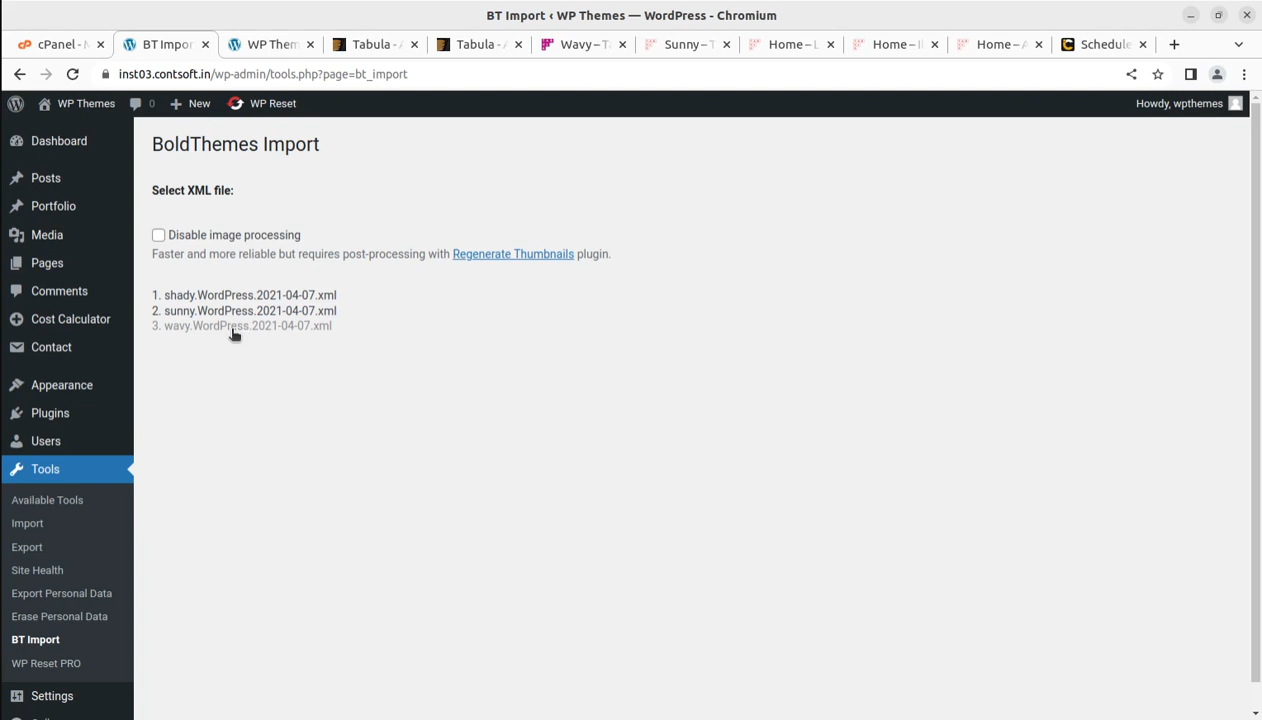 BT Import ‹ WP Themes — WordPress - Chromium
cPanel - M
BT Impor
WP Them
Tabula - A
Tabula - A
Wavy – T
Sunny – T
Home – L
Home – I
Home – A
Schedule
inst03.contsoft.in/wp-admin/tools.php?page=bt_import
WP Themes 0 New WP Reset Howdy, wpthemes
Dashboard
Posts
Portfolio
Media
Pages
Comments
Cost Calculator
Contact
Appearance
Plugins
Users
Tools
Available Tools
Import
Export
Site Health
Export Personal Data
Erase Personal Data
BT Import
WP Reset PRO
Settings
BoldThemes Import
Select XML file:
Disable image processing
Faster and more reliable but requires post-processing with Regenerate Thumbnails plugin.
1. shady.WordPress.2021-04-07.xml
2. sunny.WordPress.2021-04-07.xml
3. wavy.WordPress.2021-04-07.xml